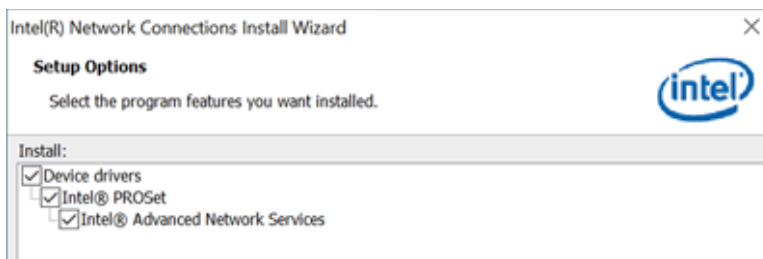 Intel(R) Network Connections Install Wizard
Setup Options
Select the program features you want installed.
intel
Install:
Device drivers
Intel® PROSet
Intel® Advanced Network Services